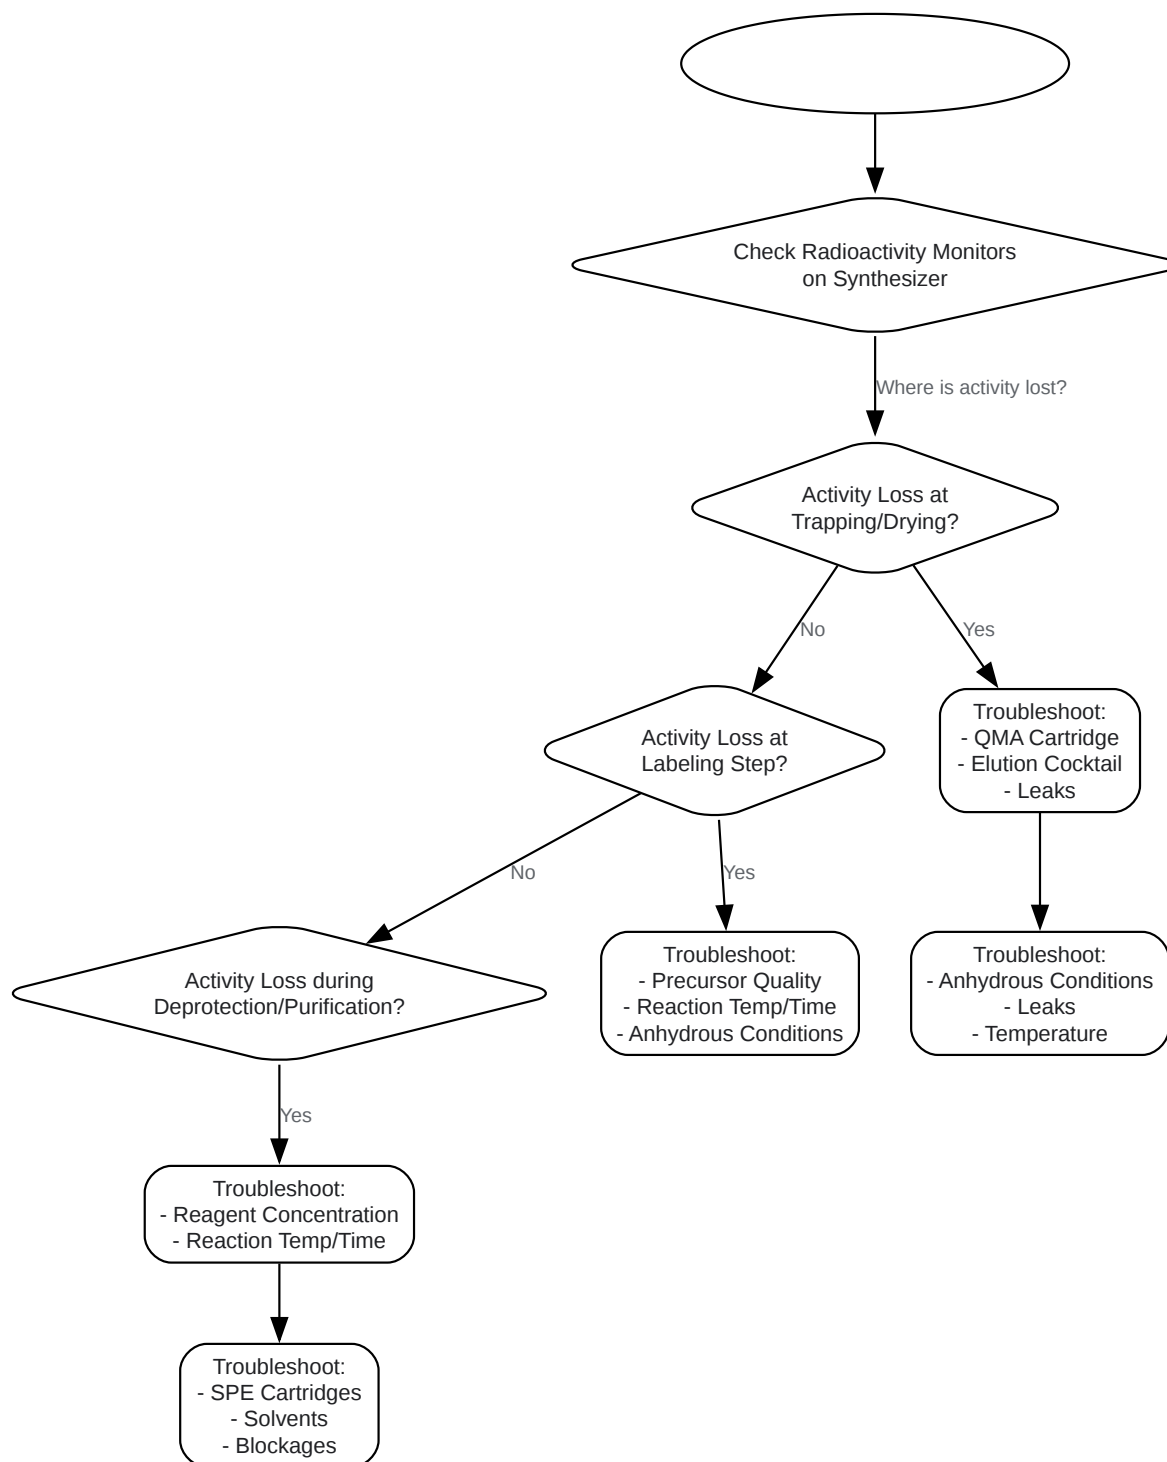 Check Radioactivity Monitors
on Synthesizer
Where is activity lost?
Activity Loss at
Trapping/Drying?
No
Yes
Activity Loss at
Labeling Step?
Troubleshoot:
- QMA Cartridge
- Elution Cocktail
- Leaks
No
Yes
Activity Loss during
Deprotection/Purification?
Troubleshoot:
- Precursor Quality
- Reaction Temp/Time
- Anhydrous Conditions
Troubleshoot:
- Anhydrous Conditions
- Leaks
- Temperature
Yes
Troubleshoot:
- Reagent Concentration
- Reaction Temp/Time
Troubleshoot:
- SPE Cartridges
- Solvents
- Blockages